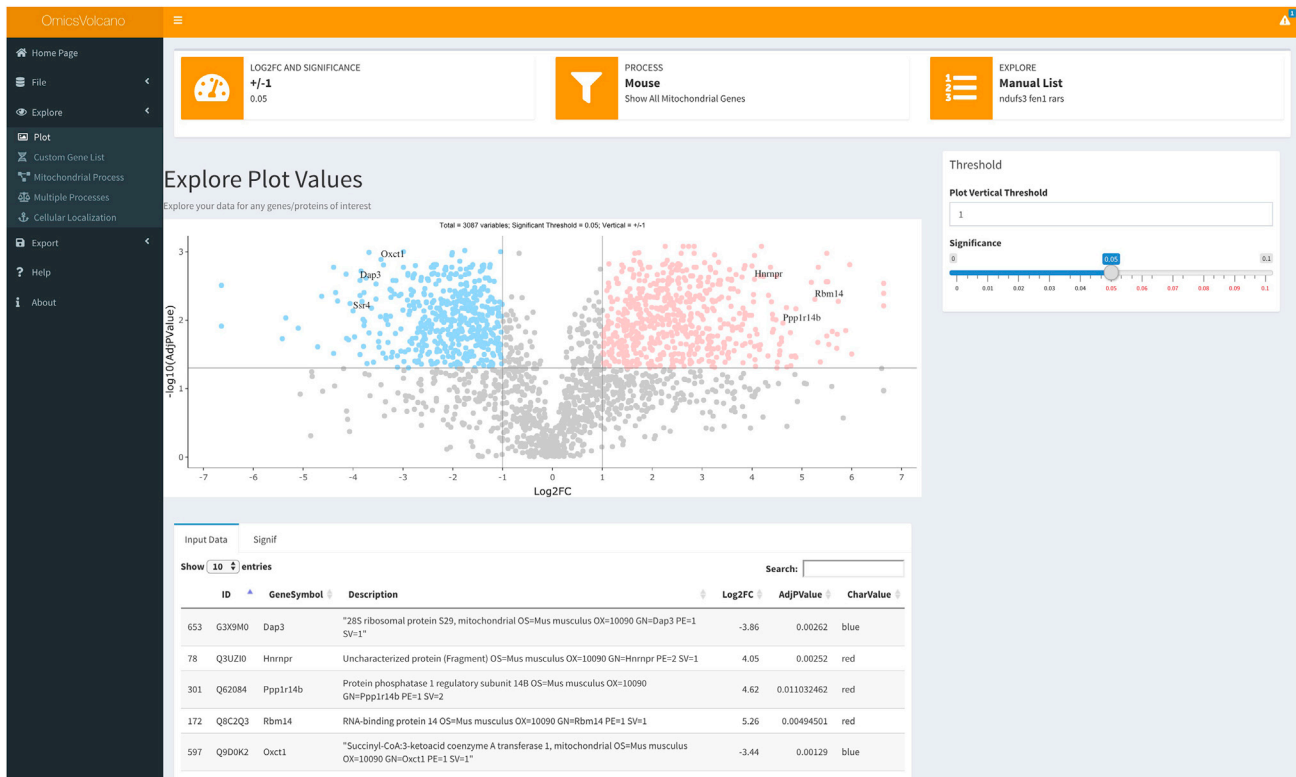 OmicsVolcano
1
Home Page
File
Explore
Plot
Custom Gene List
Mitochondrial Process
Multiple Processes
Cellular Localization
Export
Help
About
LOG2FC AND SIGNIFICANCE
+/-1
0.05
PROCESS
Mouse
Show All Mitochondrial Genes
1
2
3
EXPLORE
Manual List
ndufs3 fen1 rars
Explore Plot Values
Explore your data for any genes/proteins of interest
Total = 3087 variables; Significant Threshold = 0.05; Vertical = +/-1
-log10(AdjPValue)
3
2
1
0
Oxct1
Dap3
Ssr4
Hnrnpr
Rbm14
Ppp1r14b
-7 -6 -5 -4 -3 -2 -1 0 1 2 3 4 5 6 7
Log2FC
Threshold
Plot Vertical Threshold
1
Significance
0 0.05 0.1
0 0.01 0.02 0.03 0.04 0.05 0.06 0.07 0.08 0.09 0.1
Input Data Signif
Show 10 entries Search:
ID GeneSymbol Description Log2FC AdjPValue CharValue
653 G3X9M0 Dap3 "28S ribosomal protein S29, mitochondrial OS=Mus musculus OX=10090 GN=Dap3 PE=1 -3.86 0.00262 blue
SV=1"
78 Q3UZI0 Hnrnpr Uncharacterized protein (Fragment) OS=Mus musculus OX=10090 GN=Hnrnpr PE=2 SV=1 4.05 0.00252 red
301 Q62084 Ppp1r14b Protein phosphatase 1 regulatory subunit 14B OS=Mus musculus OX=10090 4.62 0.011032462 red
GN=Ppp1r14b PE=1 SV=2
172 Q8C2Q3 Rbm14 RNA-binding protein 14 OS=Mus musculus OX=10090 GN=Rbm14 PE=1 SV=1 5.26 0.00494501 red
597 Q9D0K2 Oxct1 "Succinyl-CoA:3-ketoacid coenzyme A transferase 1, mitochondrial OS=Mus musculus -3.44 0.00129 blue
OX=10090 GN=Oxct1 PE=1 SV=1"